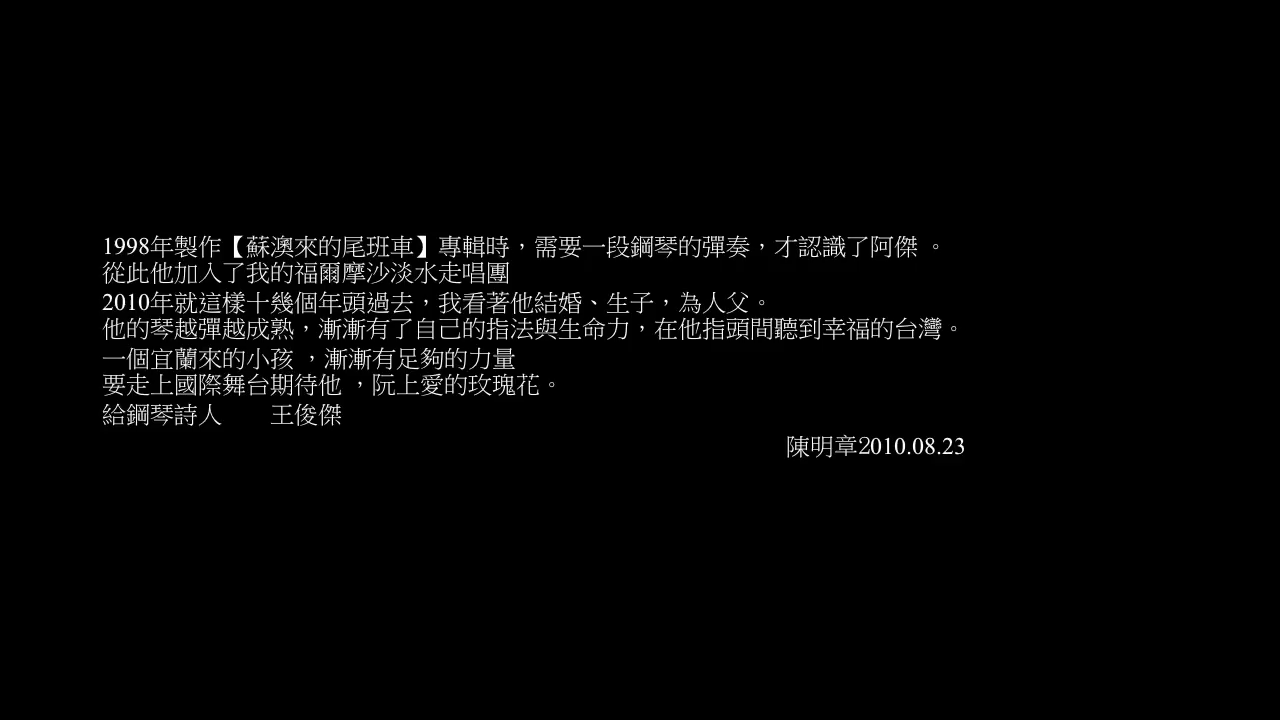 1998年製作【蘇澳來的尾班車】專輯時，需要一段鋼琴的彈奏，才認識了阿傑 。
從此他加入了我的福爾摩沙淡水走唱團
2010年就這樣十幾個年頭過去，我看著他結婚、生子，為人父。
他的琴越彈越成熟，漸漸有了自己的指法與生命力，在他指頭間聽到幸福的台灣。
一個宜蘭來的小孩 ，漸漸有足夠的力量
要走上國際舞台期待他 ，阮上愛的玫瑰花。
給鋼琴詩人　　王俊傑
陳明章2010.08.23